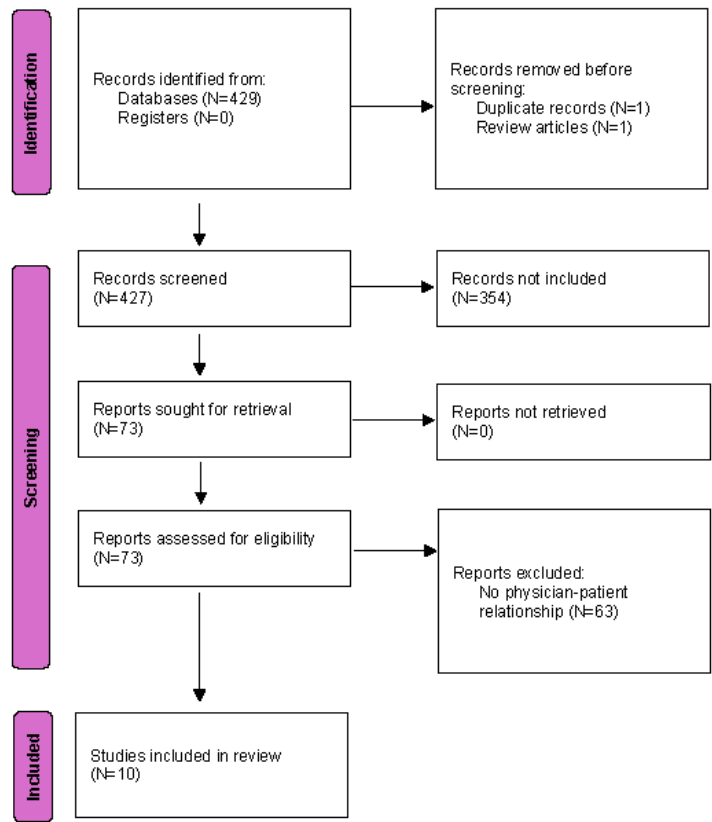 Identification
Records identified from:
Databases (N=429)
Registers (N=0)
Records removed before
screening:
Duplicate records (N=1)
Review articles (N=1)
Screening
Records screened
(N=427)
Records not included
(N=354)
Reports sought for retrieval
(N=73)
Reports not retrieved
(N=0)
Reports assessed for eligibility
(N=73)
Reports excluded:
No physician-patient
relationship (N=63)
Included
Studies included in review
(N=10)